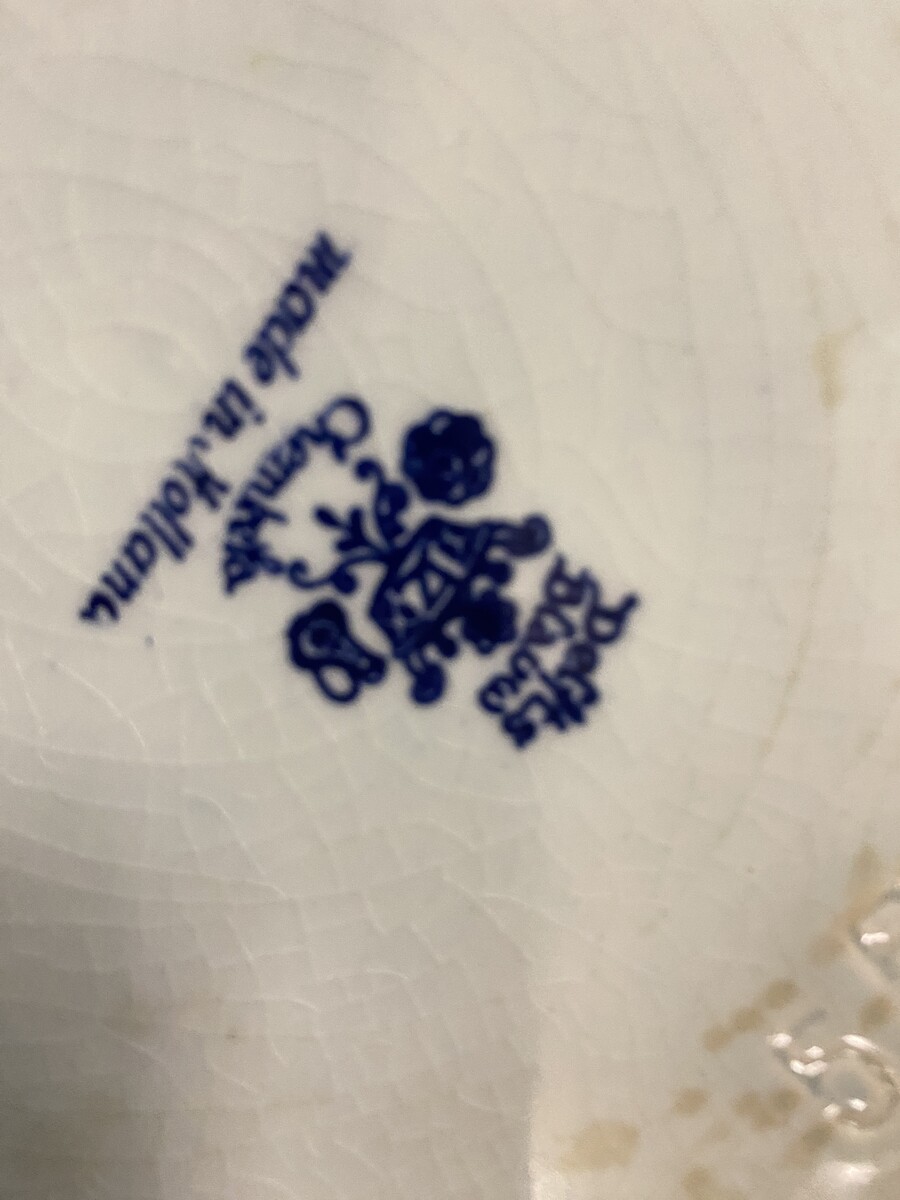 Delfts
BLAUW
Chemkefa
made in Holland